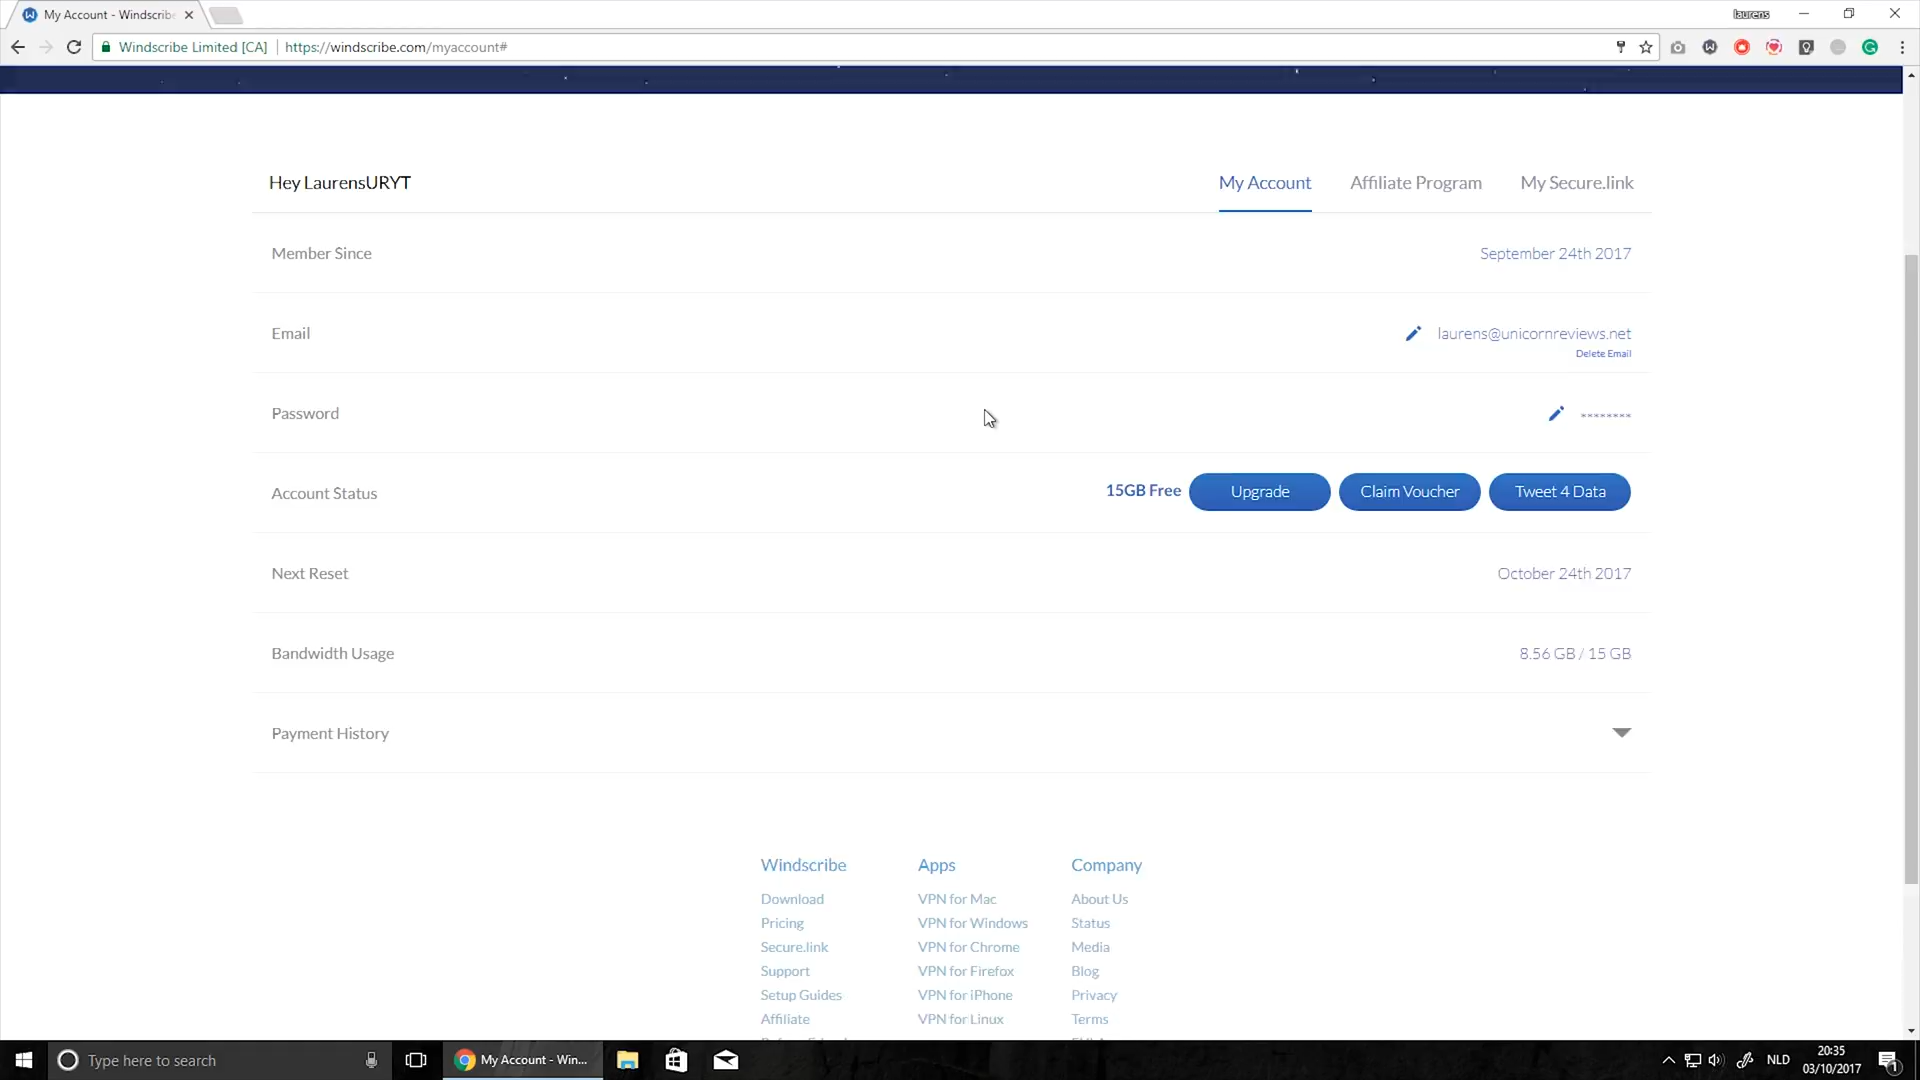 My Account - Windscribe
laurens
Windscribe Limited [CA]
https://windscribe.com/myaccount#
Hey LaurensURYT
My Account
Affiliate Program
My Secure.link
Member Since
September 24th 2017
Email
laurens@unicornreviews.net
Delete Email
Password
********
Account Status
15GB Free
Upgrade
Claim Voucher
Tweet 4 Data
Next Reset
October 24th 2017
Bandwidth Usage
8.56 GB / 15 GB
Payment History
Windscribe
Download
Pricing
Secure.link
Support
Setup Guides
Affiliate
Apps
VPN for Mac
VPN for Windows
VPN for Chrome
VPN for Firefox
VPN for iPhone
VPN for Linux
Company
About Us
Status
Media
Blog
Privacy
Terms
Type here to search
My Account - Win...
NLD
20:35
03/10/2017
1